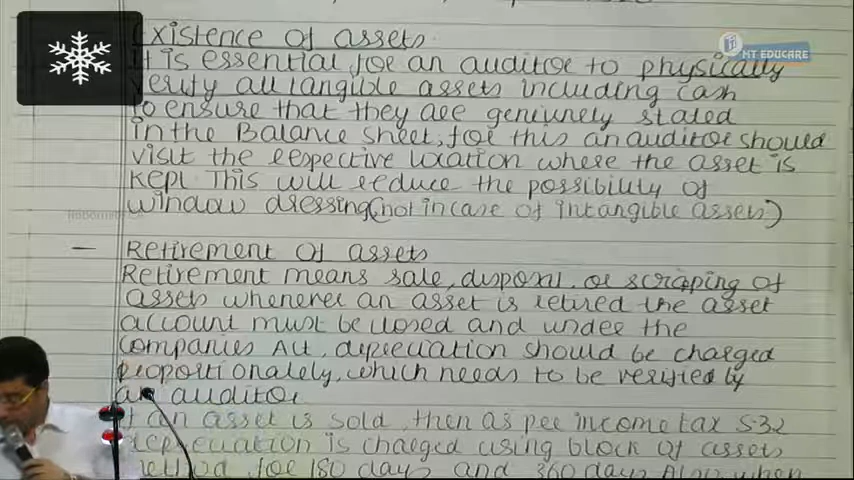 Existence of assets
It is essential for an auditor to physically
verify all tangible assets including cash
to ensure that they are genuinely stated
in the Balance sheet, for this an auditor should
visit the respective location where the asset is
kept. This will reduce the possibility of
window dressing (not in case of intangible assets)
MT EDUCARE
— Retirement of assets
Retirement means sale, disposal, or scraping of
assets whenever an asset is retired the asset
account must be closed and under the
companies Act, depreciation should be charged
proportionately, which needs to be verified by
an auditor
If an asset is sold, then as per income tax S-32
depreciation is charged using block of assets
method for 180 days and 360 days Also when